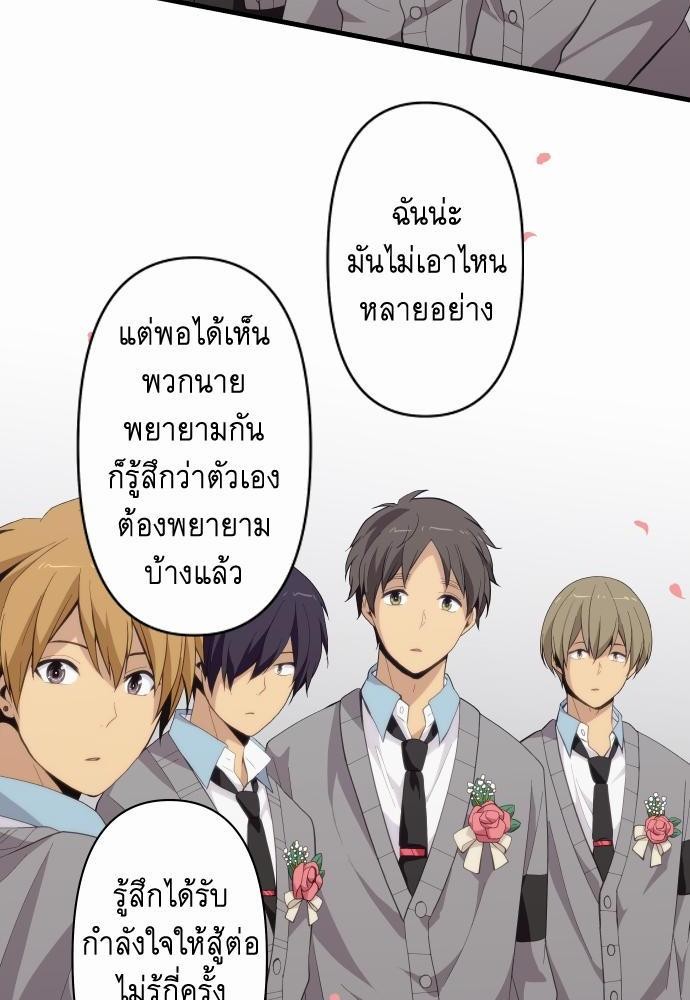 ฉันน่ะ
มันไม่เอาไหน
หลายอย่าง
แต่พอได้เห็น
พวกนาย
พยายามกัน
ก็รู้สึกว่าตัวเอง
ต้องพยายาม
บ้างแล้ว
รู้สึกได้รับ
กำลังใจให้สู้ต่อ
ไม่รู้กี่ครั้ง